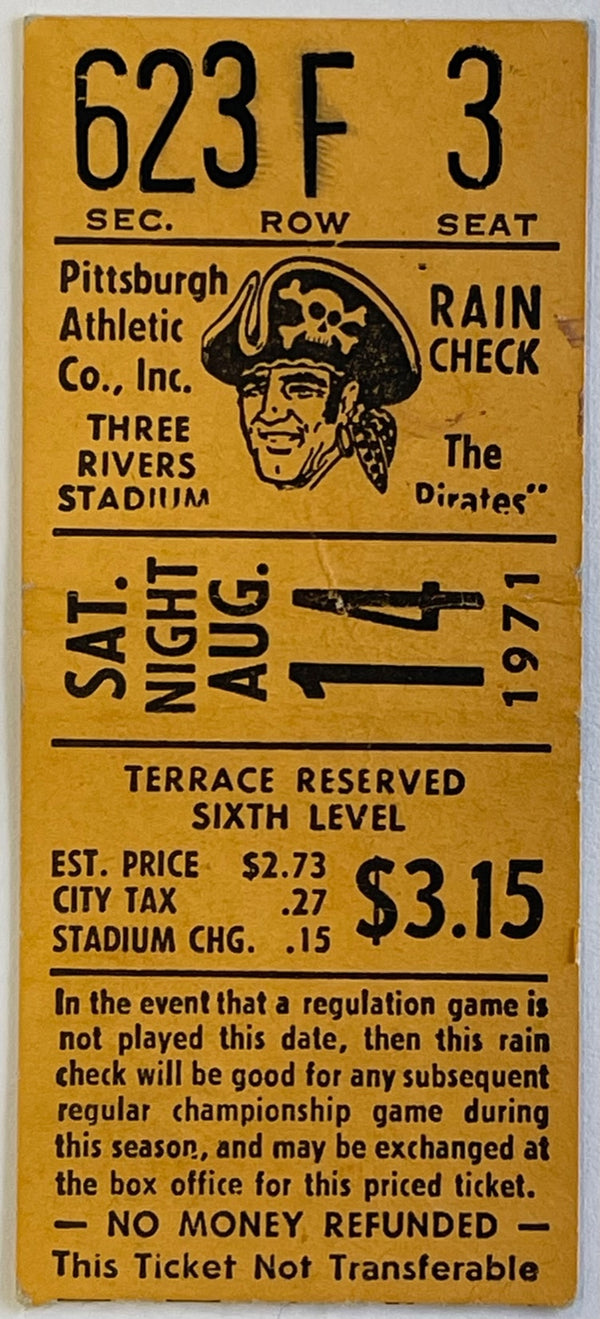 623 F 3
SEC. ROW SEAT
Pittsburgh
Athletic
Co., Inc.
THREE
RIVERS
STADIUM
RAIN
CHECK
The
Pirates"
SAT.
NIGHT
AUG.
14
1971
TERRACE RESERVED
SIXTH LEVEL
EST. PRICE $2.73
CITY TAX .27
STADIUM CHG. .15
$3.15
In the event that a regulation game is
not played this date, then this rain
check will be good for any subsequent
regular championship game during
this season, and may be exchanged at
the box office for this priced ticket.
— NO MONEY REFUNDED —
This Ticket Not Transferable